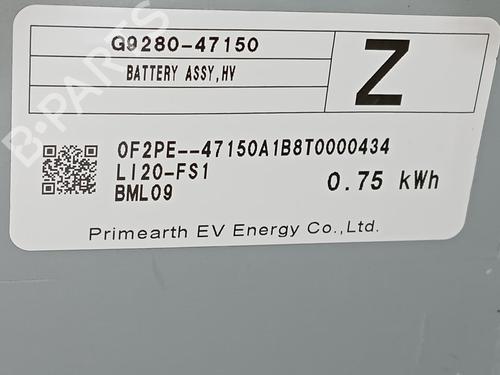 G9280-47150
BATTERY ASSY,HV
Z
0F2PE--47150A1B8T0000434
LI20-FS1
BML09
0.75 kWh
Primearth EV Energy Co.,Ltd.
B-PARTS